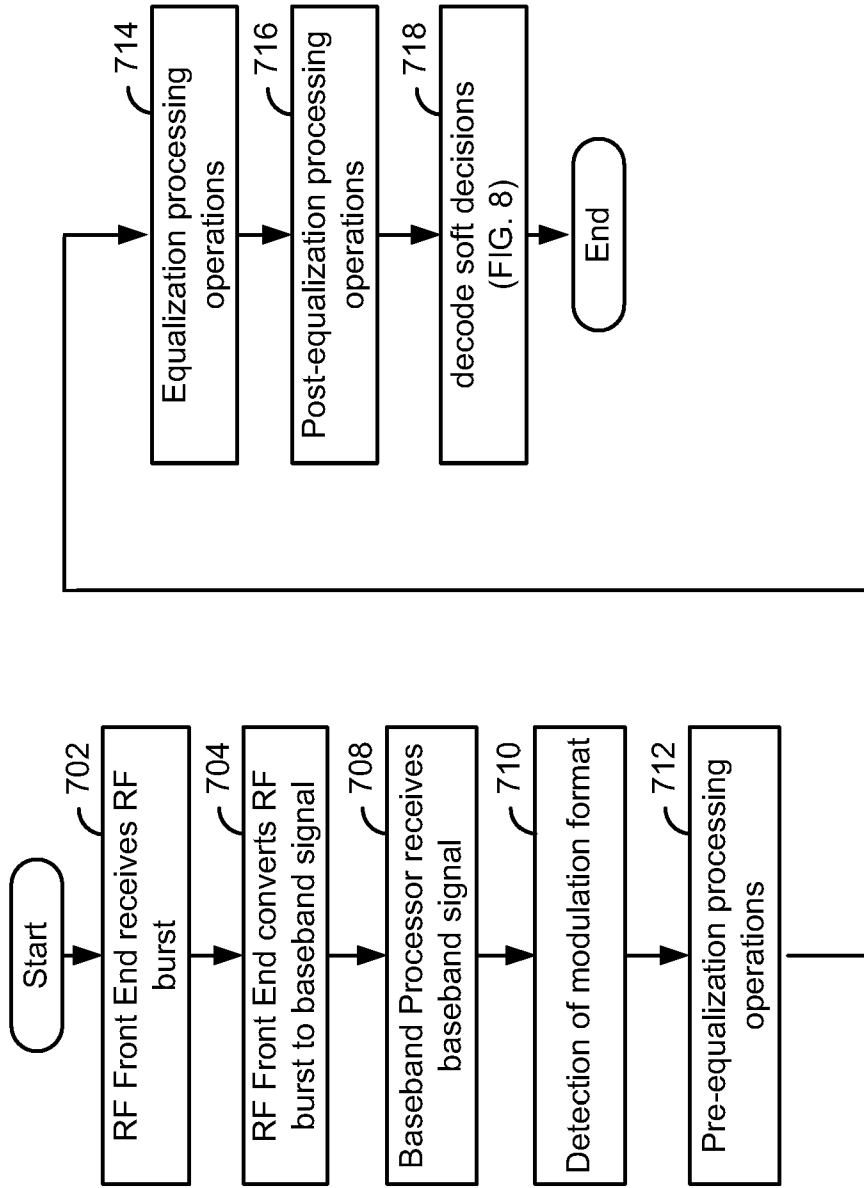 Start
702
RF Front End receives RF
burst
704
RF Front End converts RF
burst to baseband signal
708
Baseband Processor receives
baseband signal
710
Detection of modulation format
712
Pre-equalization processing
operations
714
Equalization processing
operations
716
Post-equalization processing
operations
718
decode soft decisions
(FIG. 8)
End